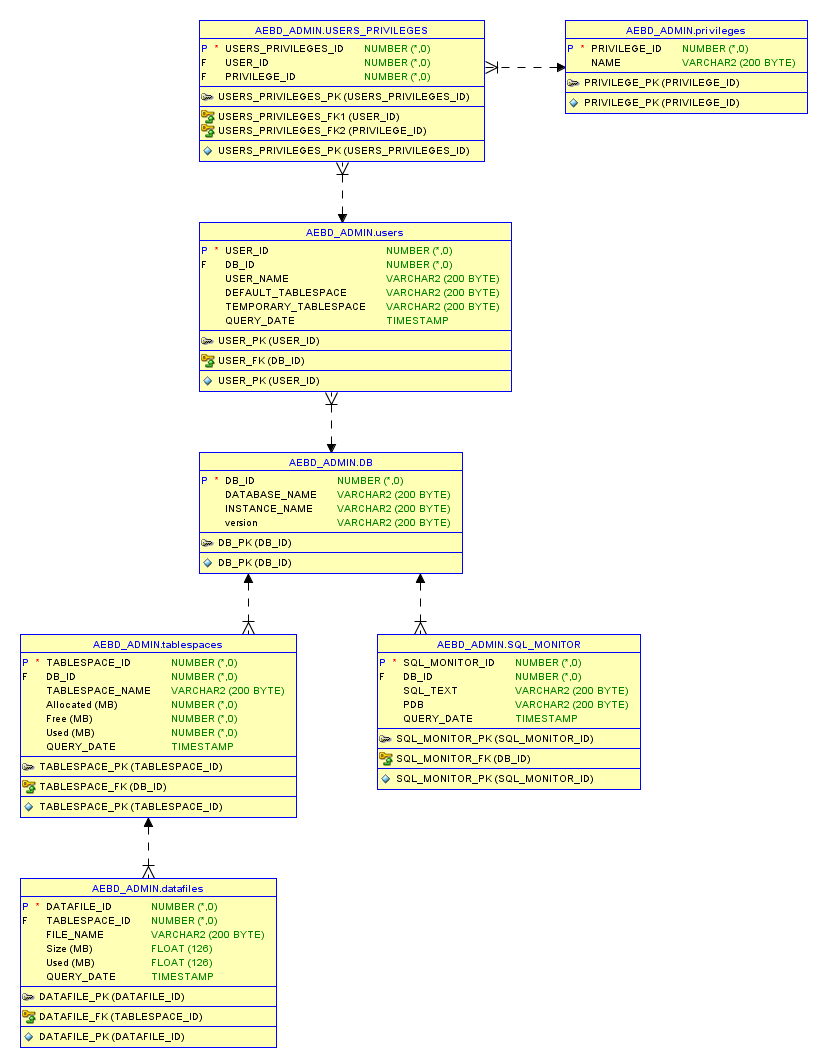 AEBD_ADMIN.USERS_PRIVILEGES
P * USERS_PRIVILEGES_ID NUMBER (*,0)
F USER_ID NUMBER (*,0)
F PRIVILEGE_ID NUMBER (*,0)
USERS_PRIVILEGES_PK (USERS_PRIVILEGES_ID)
USERS_PRIVILEGES_FK1 (USER_ID)
USERS_PRIVILEGES_FK2 (PRIVILEGE_ID)
USERS_PRIVILEGES_PK (USERS_PRIVILEGES_ID)
AEBD_ADMIN.privileges
P * PRIVILEGE_ID NUMBER (*,0)
NAME VARCHAR2 (200 BYTE)
PRIVILEGE_PK (PRIVILEGE_ID)
PRIVILEGE_PK (PRIVILEGE_ID)
AEBD_ADMIN.users
P * USER_ID NUMBER (*,0)
F DB_ID NUMBER (*,0)
USER_NAME VARCHAR2 (200 BYTE)
DEFAULT_TABLESPACE VARCHAR2 (200 BYTE)
TEMPORARY_TABLESPACE VARCHAR2 (200 BYTE)
QUERY_DATE TIMESTAMP
USER_PK (USER_ID)
USER_FK (DB_ID)
USER_PK (USER_ID)
AEBD_ADMIN.DB
P * DB_ID NUMBER (*,0)
DATABASE_NAME VARCHAR2 (200 BYTE)
INSTANCE_NAME VARCHAR2 (200 BYTE)
version VARCHAR2 (200 BYTE)
DB_PK (DB_ID)
DB_PK (DB_ID)
AEBD_ADMIN.tablespaces
P * TABLESPACE_ID NUMBER (*,0)
F DB_ID NUMBER (*,0)
TABLESPACE_NAME VARCHAR2 (200 BYTE)
Allocated (MB) NUMBER (*,0)
Free (MB) NUMBER (*,0)
Used (MB) NUMBER (*,0)
QUERY_DATE TIMESTAMP
TABLESPACE_PK (TABLESPACE_ID)
TABLESPACE_FK (DB_ID)
TABLESPACE_PK (TABLESPACE_ID)
AEBD_ADMIN.SQL_MONITOR
P * SQL_MONITOR_ID NUMBER (*,0)
F DB_ID NUMBER (*,0)
SQL_TEXT VARCHAR2 (200 BYTE)
PDB VARCHAR2 (200 BYTE)
QUERY_DATE TIMESTAMP
SQL_MONITOR_PK (SQL_MONITOR_ID)
SQL_MONITOR_FK (DB_ID)
SQL_MONITOR_PK (SQL_MONITOR_ID)
AEBD_ADMIN.datafiles
P * DATAFILE_ID NUMBER (*,0)
F TABLESPACE_ID NUMBER (*,0)
FILE_NAME VARCHAR2 (200 BYTE)
Size (MB) FLOAT (126)
Used (MB) FLOAT (126)
QUERY_DATE TIMESTAMP
DATAFILE_PK (DATAFILE_ID)
DATAFILE_FK (TABLESPACE_ID)
DATAFILE_PK (DATAFILE_ID)